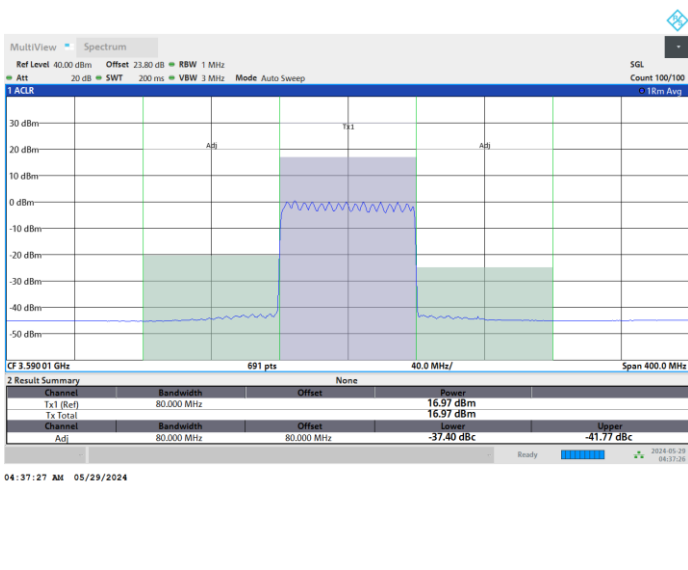 MultiView Spectrum
Ref Level 40.00 dBm Offset 23.80 dB RBW 1 MHz SGL
Att 20 dB SWT 200 ms VBW 3 MHz Mode Auto Sweep Count 100/100
1 ACLR 1Rm Avg
30 dBm
Tx1
20 dBm Adj Adj
10 dBm
0 dBm
-10 dBm
-20 dBm
-30 dBm
-40 dBm
-50 dBm
CF 3.59001 GHz 691 pts 40.0 MHz/ Span 400.0 MHz
2 Result Summary None
Channel Bandwidth Offset Power
Tx1 (Ref) 80.000 MHz 16.97 dBm
Tx Total 16.97 dBm
Channel Bandwidth Offset Lower Upper
Adj 80.000 MHz 80.000 MHz -37.40 dBc -41.77 dBc
Ready 2024-05-29
04:37:26
04:37:27 AM 05/29/2024